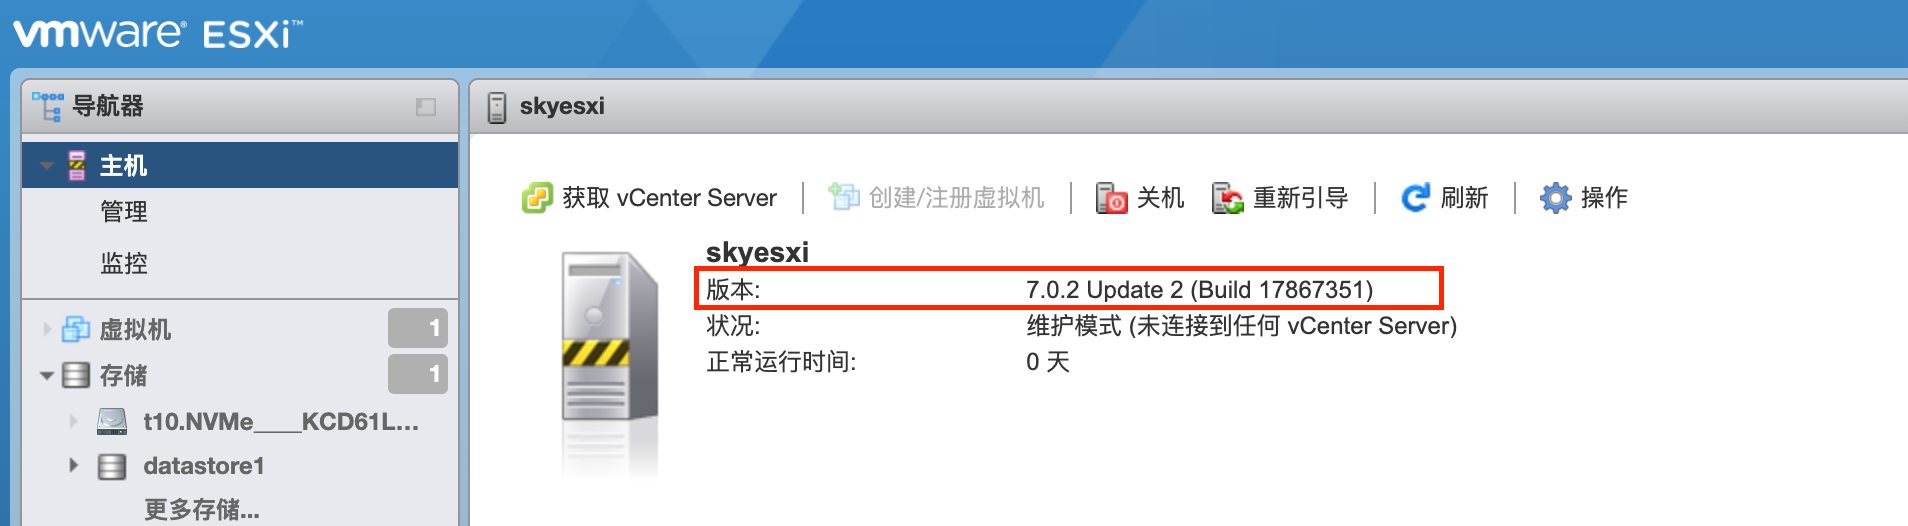 vmware® ESXi™
导航器
主机
管理
监控
虚拟机 1
存储 1
t10.NVMe____KCD61L...
datastore1
更多存储...
skyesxi
获取 vCenter Server
创建/注册虚拟机
关机
重新引导
刷新
操作
skyesxi
版本: 7.0.2 Update 2 (Build 17867351)
状况: 维护模式 (未连接到任何 vCenter Server)
正常运行时间: 0 天